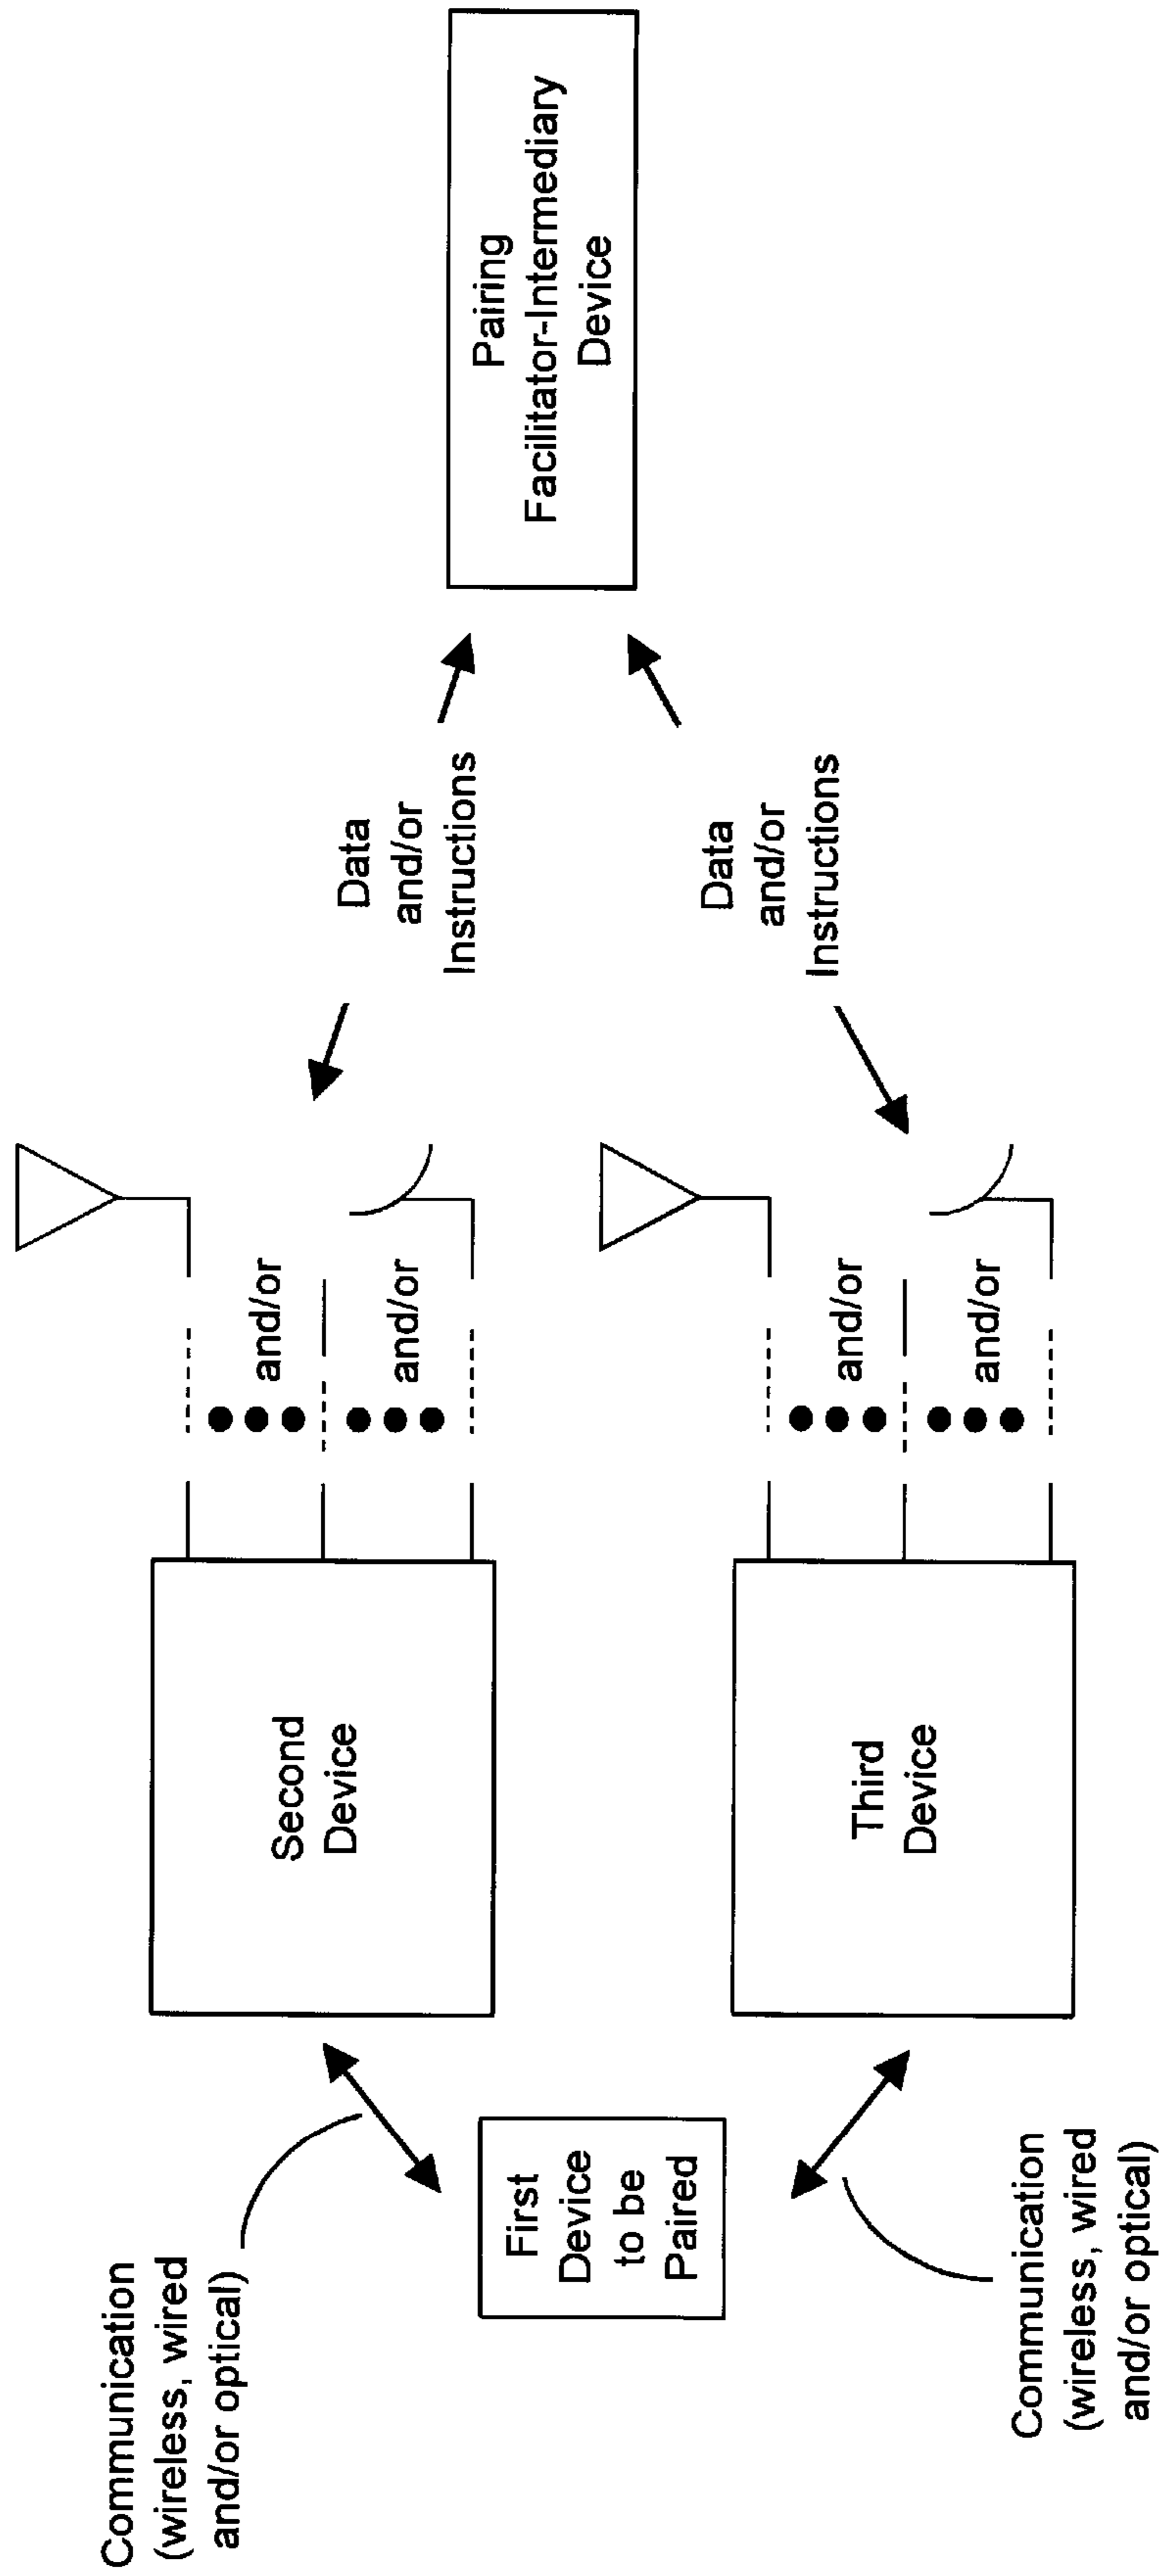 Communication
(wireless, wired
and/or optical)
First
Device
to be
Paired
Communication
(wireless, wired
and/or optical)
Second
Device
Third
Device
and/or
and/or
and/or
and/or
Data
and/or
Instructions
Data
and/or
Instructions
Pairing
Facilitator-Intermediary
Device